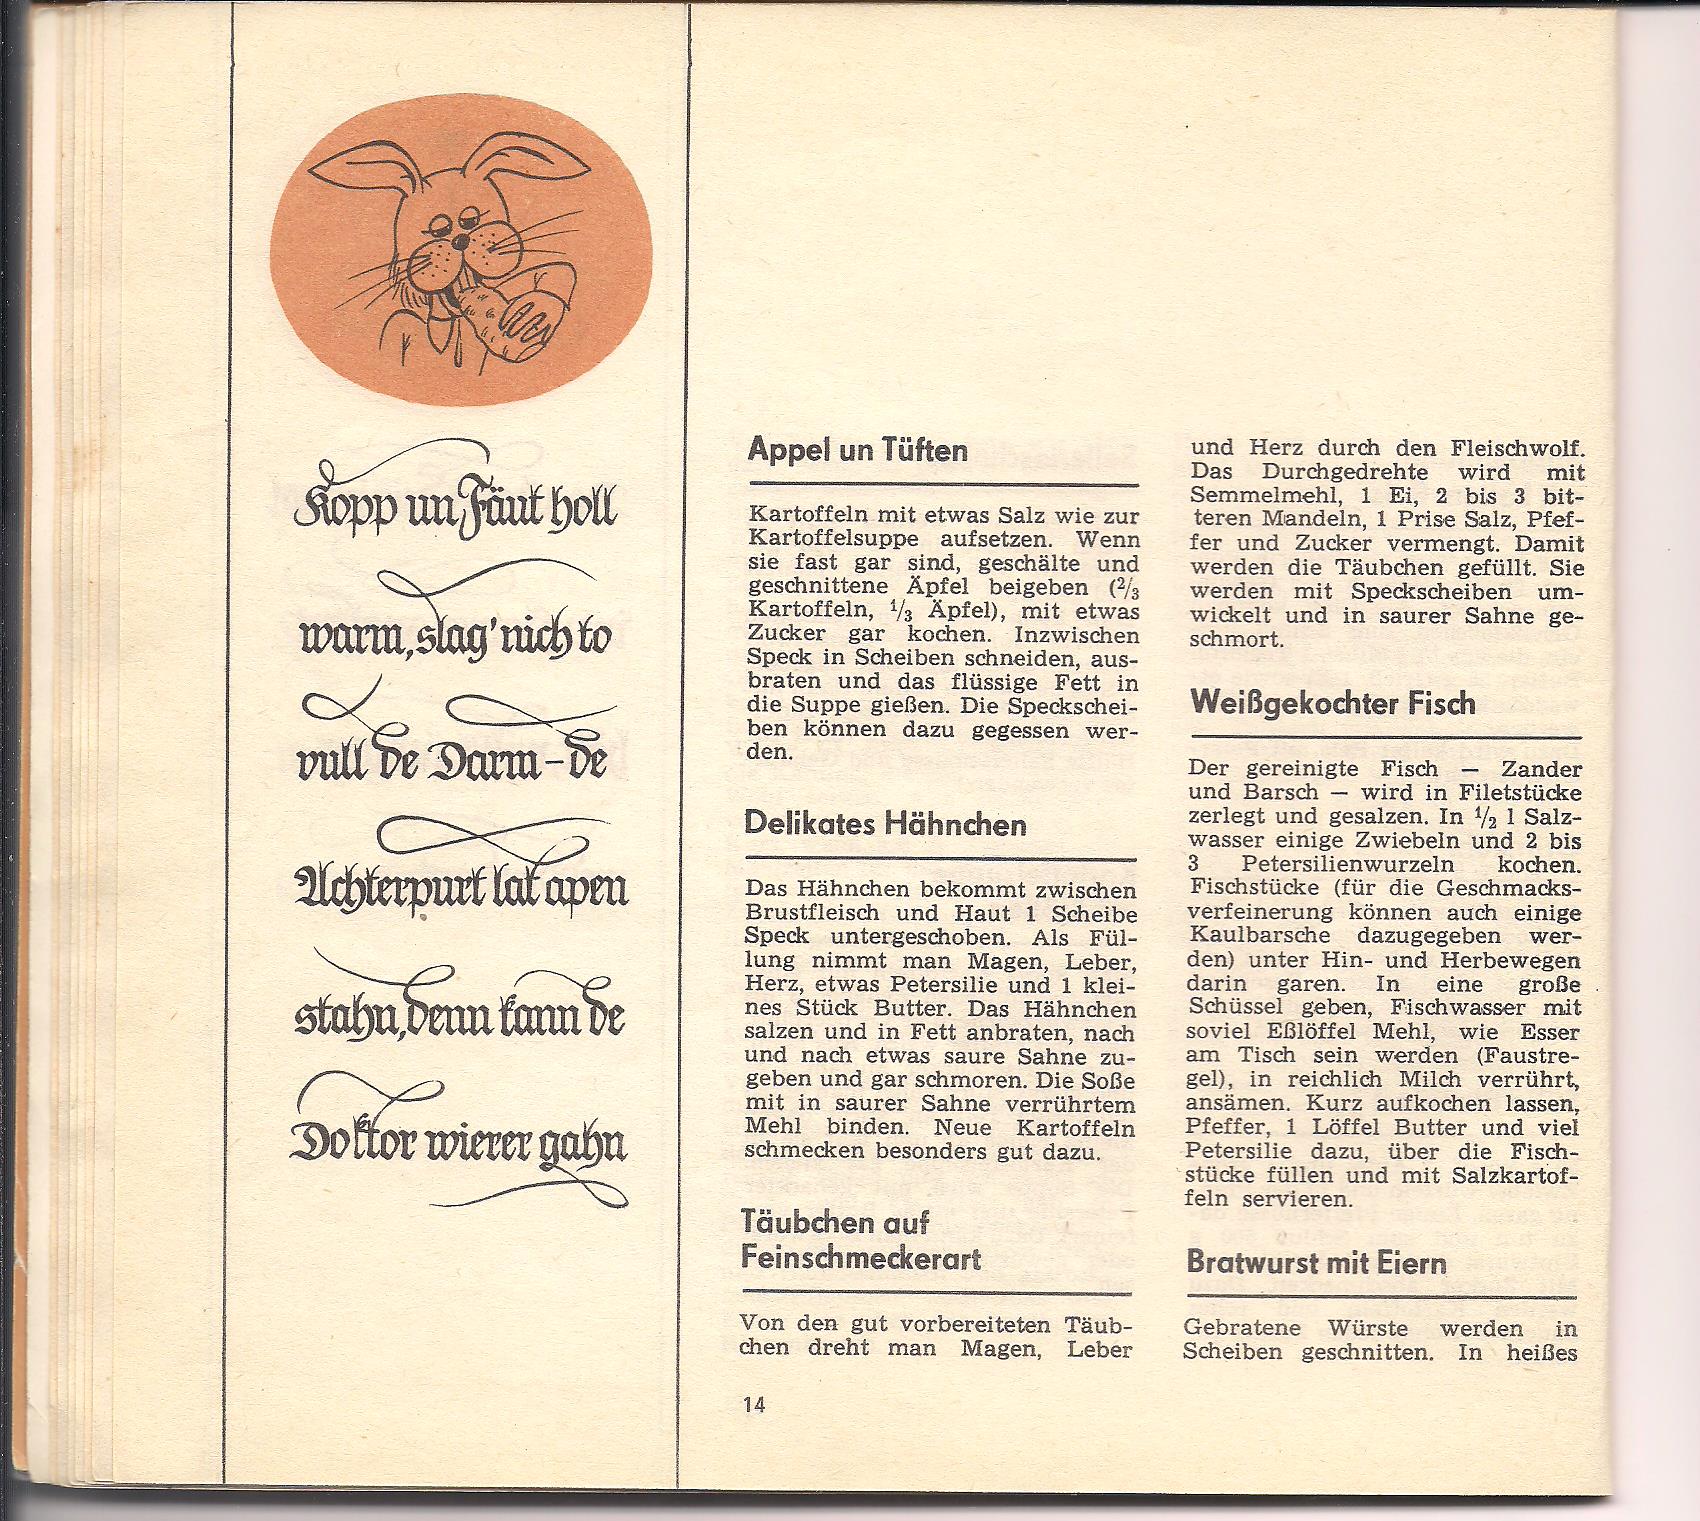 Kopp un Fäut holl
warm, slag' nich to
vull de Darm – de
Achterpurt lat apen
stahn, denn kann de
Doktor wierer gahn
Appel un Tüften
Kartoffeln mit etwas Salz wie zur
Kartoffelsuppe aufsetzen. Wenn
sie fast gar sind, geschälte und
geschnittene Äpfel beigeben (2/3
Kartoffeln, 1/3 Äpfel), mit etwas
Zucker gar kochen. Inzwischen
Speck in Scheiben schneiden, aus-
braten und das flüssige Fett in
die Suppe gießen. Die Speckschei-
ben können dazu gegessen wer-
den.
Delikates Hähnchen
Das Hähnchen bekommt zwischen
Brustfleisch und Haut 1 Scheibe
Speck untergeschoben. Als Fül-
lung nimmt man Magen, Leber,
Herz, etwas Petersilie und 1 klei-
nes Stück Butter. Das Hähnchen
salzen und in Fett anbraten, nach
und nach etwas saure Sahne zu-
geben und gar schmoren. Die Soße
mit in saurer Sahne verrührtem
Mehl binden. Neue Kartoffeln
schmecken besonders gut dazu.
Täubchen auf
Feinschmeckerart
Von den gut vorbereiteten Täub-
chen dreht man Magen, Leber
und Herz durch den Fleischwolf.
Das Durchgedrehte wird mit
Semmelmehl, 1 Ei, 2 bis 3 bit-
teren Mandeln, 1 Prise Salz, Pfef-
fer und Zucker vermengt. Damit
werden die Täubchen gefüllt. Sie
werden mit Speckscheiben um-
wickelt und in saurer Sahne ge-
schmort.
Weißgekochter Fisch
Der gereinigte Fisch — Zander
und Barsch — wird in Filetstücke
zerlegt und gesalzen. In 1/2 l Salz-
wasser einige Zwiebeln und 2 bis
3 Petersilienwurzeln kochen.
Fischstücke (für die Geschmacks-
verfeinerung können auch einige
Kaulbarsche dazugegeben wer-
den) unter Hin- und Herbewegen
darin garen. In eine große
Schüssel geben, Fischwasser mit
soviel Eßlöffel Mehl, wie Esser
am Tisch sein werden (Faustre-
gel), in reichlich Milch verrührt,
ansämen. Kurz aufkochen lassen,
Pfeffer, 1 Löffel Butter und viel
Petersilie dazu, über die Fisch-
stücke füllen und mit Salzkartof-
feln servieren.
Bratwurst mit Eiern
Gebratene Würste werden in
Scheiben geschnitten. In heißes
14